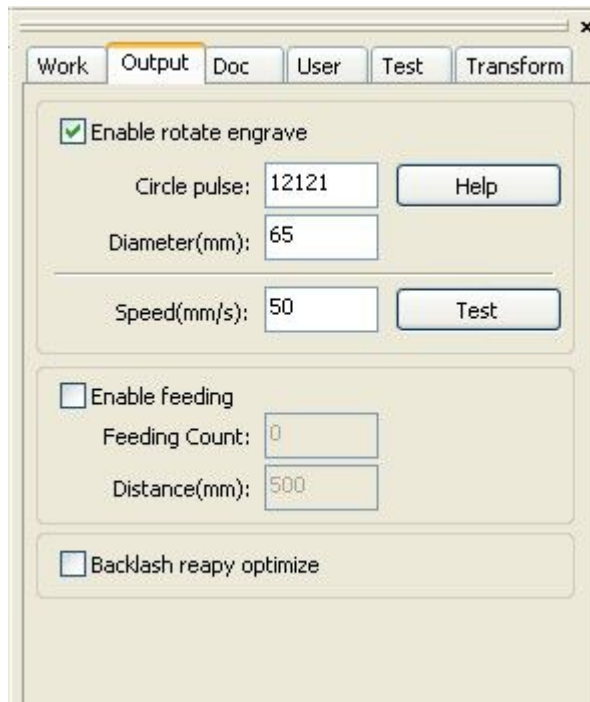 Work Output Doc User Test Transform
Enable rotate engrave
Circle pulse: 12121 Help
Diameter(mm): 65
Speed(mm/s): 50 Test
Enable feeding
Feeding Count: 0
Distance(mm): 500
Backlash reapy optimize